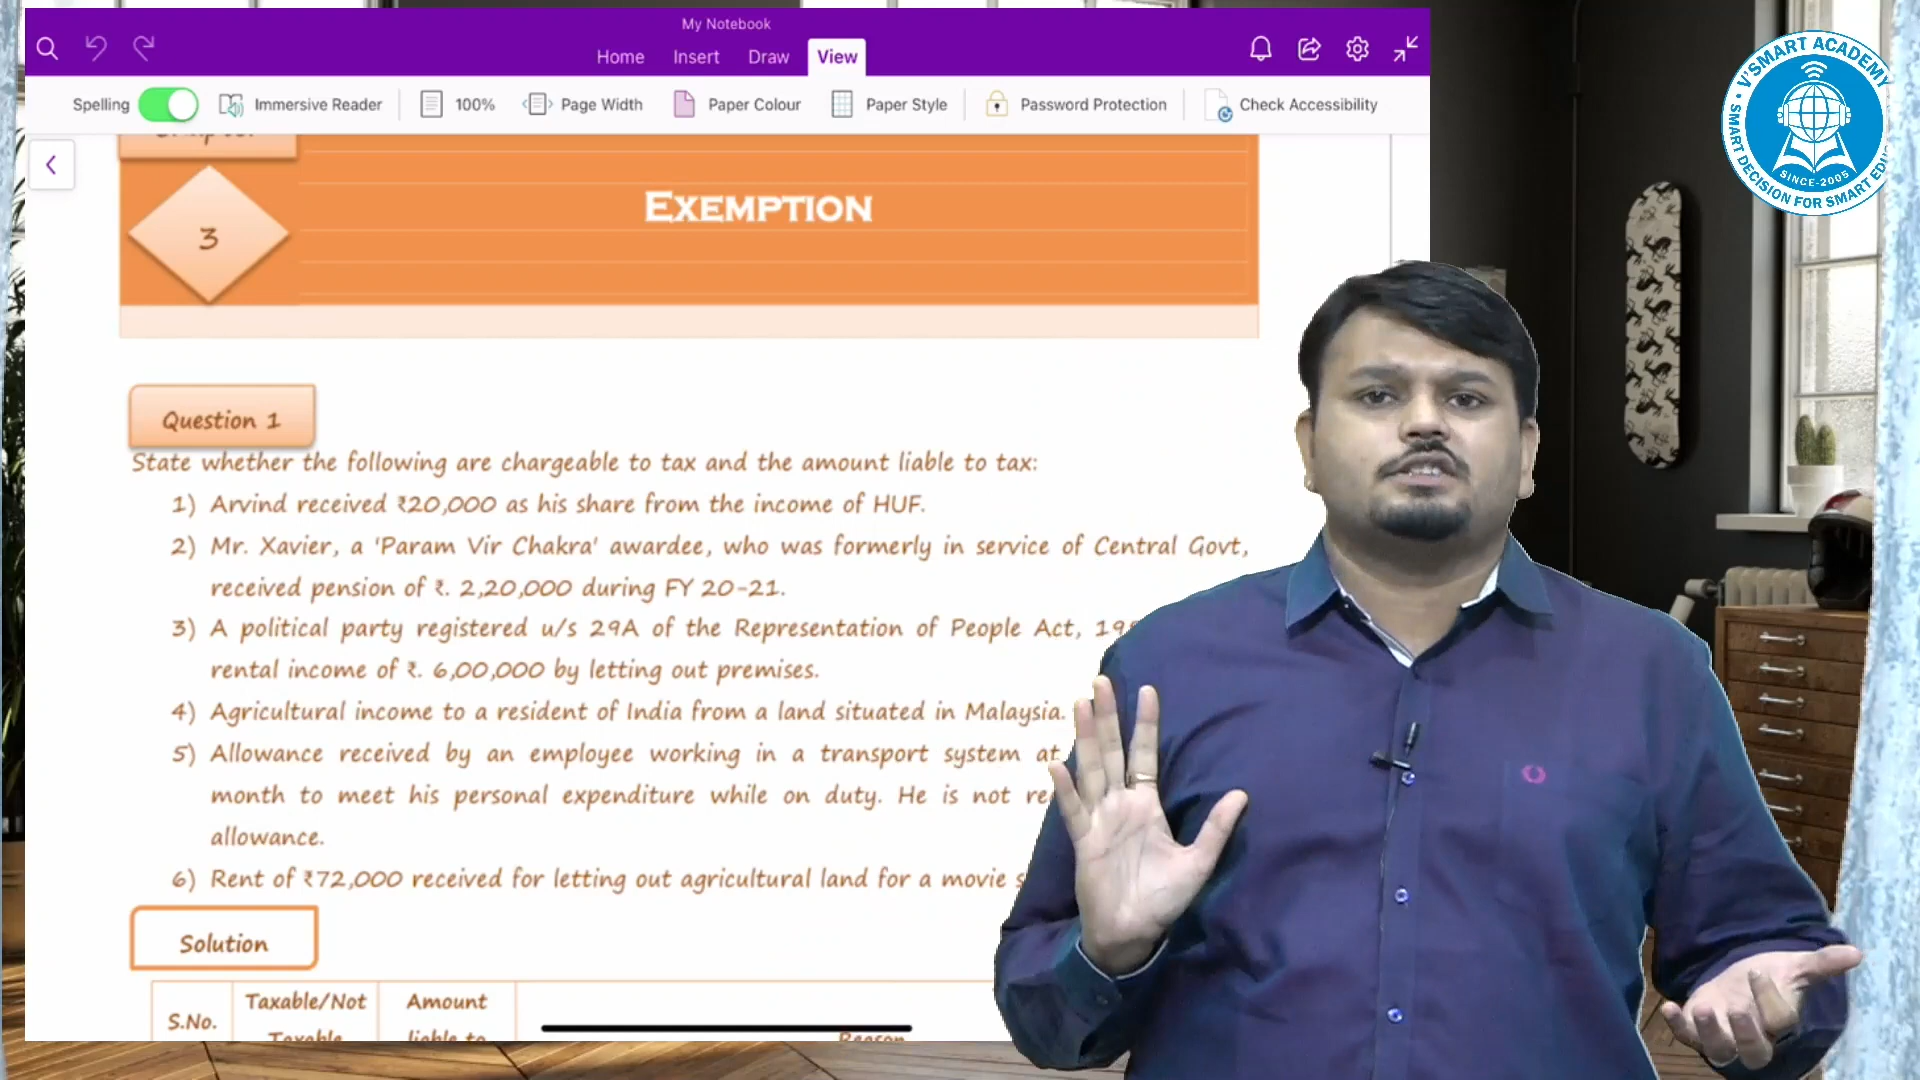 My Notebook
Home Insert Draw View
Spelling Immersive Reader 100% Page Width Paper Colour Paper Style Password Protection Check Accessibility
3
EXEMPTION
Question 1
State whether the following are chargeable to tax and the amount liable to tax:
1) Arvind received ₹20,000 as his share from the income of HUF.
2) Mr. Xavier, a 'Param Vir Chakra' awardee, who was formerly in service of Central Govt,
received pension of ₹. 2,20,000 during FY 20-21.
3) A political party registered u/s 29A of the Representation of People Act,
rental income of ₹. 6,00,000 by letting out premises.
4) Agricultural income to a resident of India from a land situated in Malaysia.
5) Allowance received by an employee working in a transport system at
month to meet his personal expenditure while on duty. He is not
allowance.
6) Rent of ₹72,000 received for letting out agricultural land for a movie
Solution
S.No. Taxable/Not Amount
Taxable liable to Reason
V'SMART ACADEMY
SMART DECISION FOR SMART
SINCE-2005